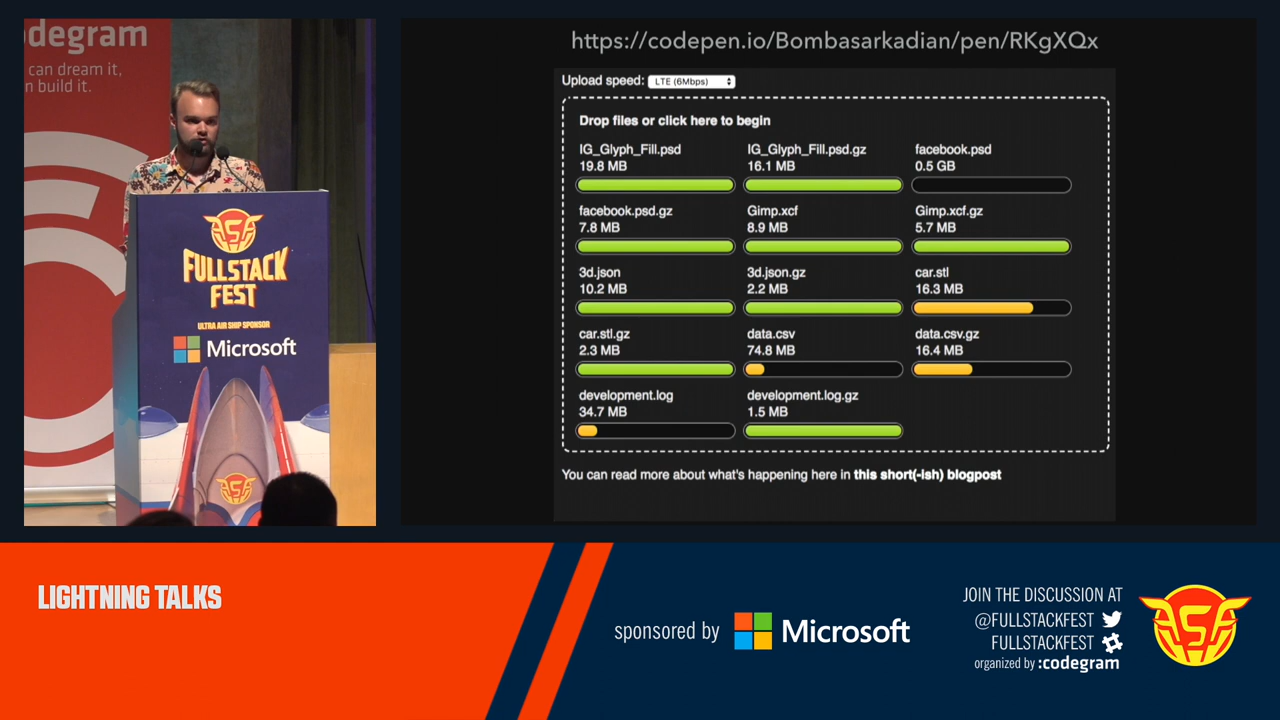 codegram
can dream it,
n build it.
FULLSTACK
FEST
ULTRA AIR SHIP SPONSOR
Microsoft
https://codepen.io/Bombasarkadian/pen/RKgXQx
Upload speed: LTE (6Mbps)
Drop files or click here to begin
IG_Glyph_Fill.psd
19.8 MB
IG_Glyph_Fill.psd.gz
16.1 MB
facebook.psd
0.5 GB
facebook.psd.gz
7.8 MB
Gimp.xcf
8.9 MB
Gimp.xcf.gz
5.7 MB
3d.json
10.2 MB
3d.json.gz
2.2 MB
car.stl
16.3 MB
car.stl.gz
2.3 MB
data.csv
74.8 MB
data.csv.gz
16.4 MB
development.log
34.7 MB
development.log.gz
1.5 MB
You can read more about what's happening here in this short(-ish) blogpost
LIGHTNING TALKS
sponsored by Microsoft
JOIN THE DISCUSSION AT
@FULLSTACKFEST
FULLSTACKFEST
organized by :codegram